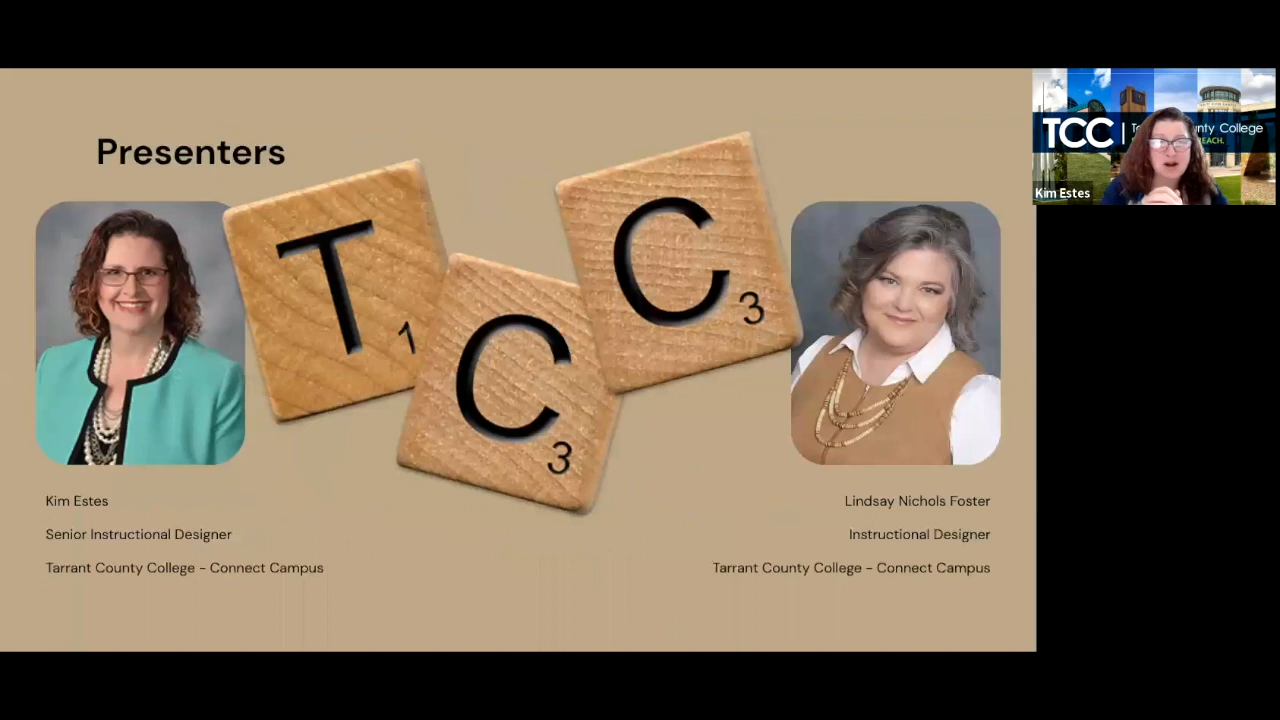 Presenters
T
1
C
3
C
3
Kim Estes
Senior Instructional Designer
Tarrant County College - Connect Campus
Lindsay Nichols Foster
Instructional Designer
Tarrant County College - Connect Campus
TCC
County College
Kim Estes